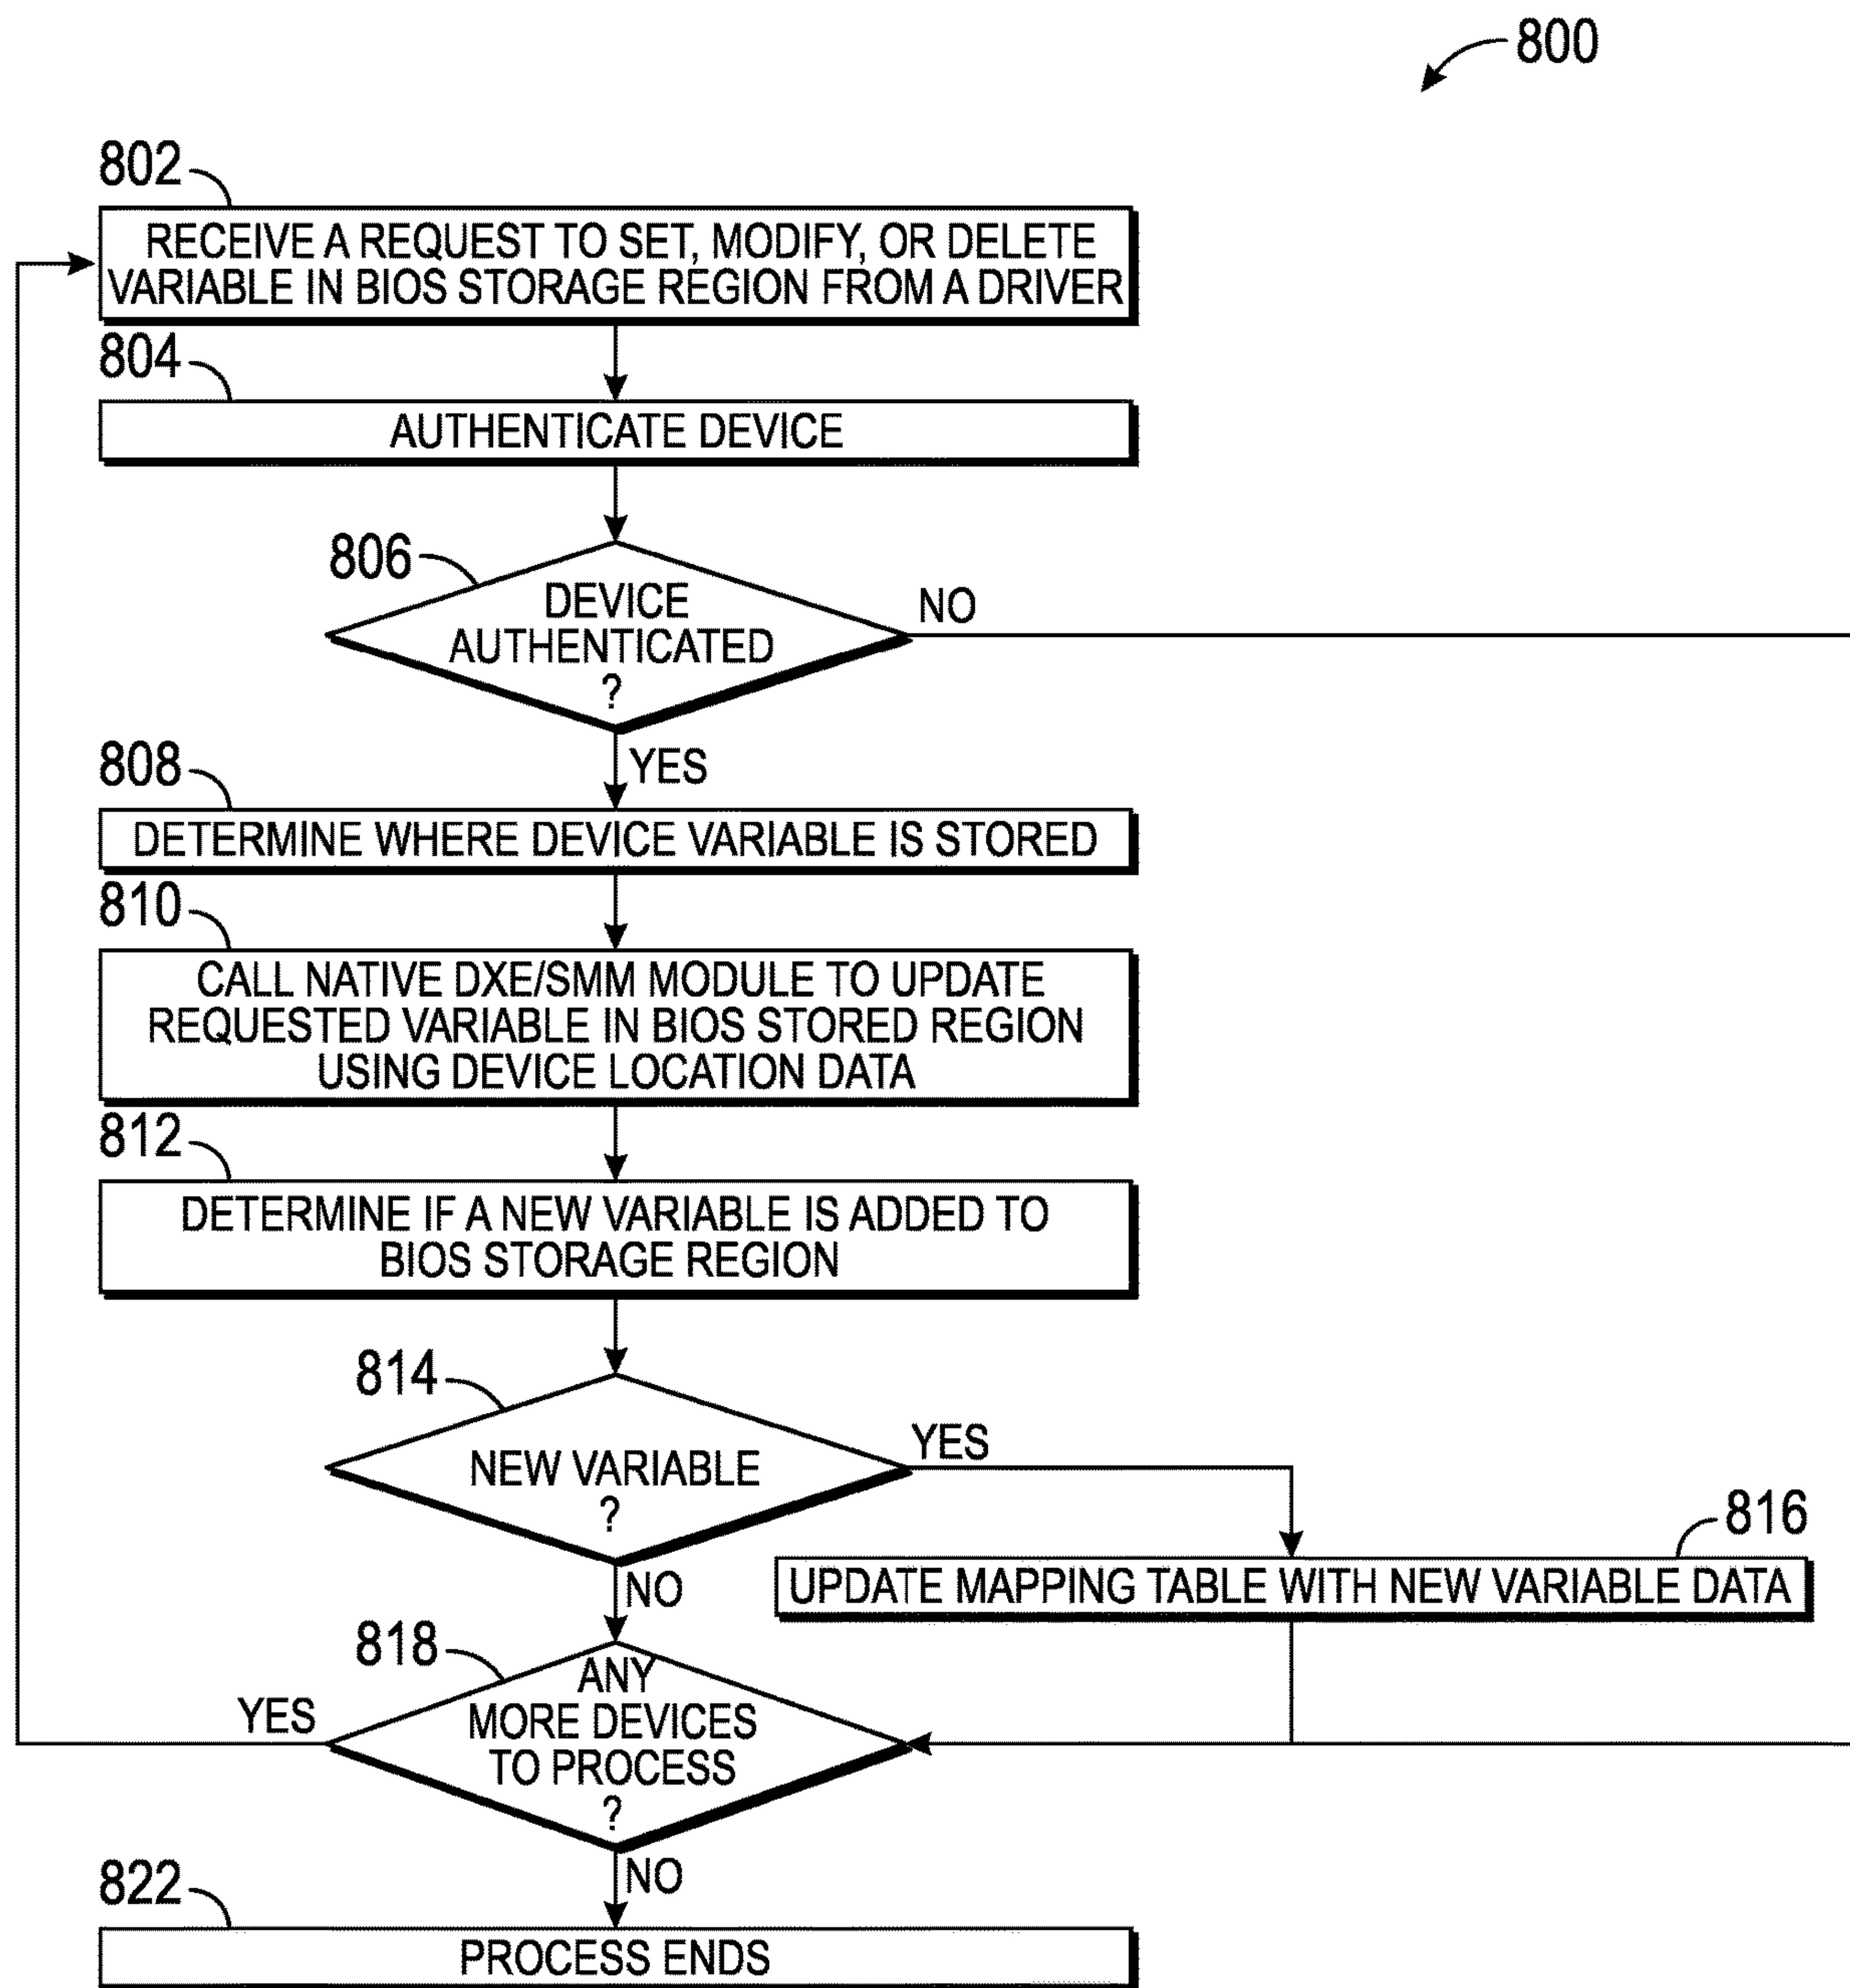 800
802
RECEIVE A REQUEST TO SET, MODIFY, OR DELETE
VARIABLE IN BIOS STORAGE REGION FROM A DRIVER
804
AUTHENTICATE DEVICE
806
DEVICE
AUTHENTICATED
?
NO
YES
808
DETERMINE WHERE DEVICE VARIABLE IS STORED
810
CALL NATIVE DXE/SMM MODULE TO UPDATE
REQUESTED VARIABLE IN BIOS STORED REGION
USING DEVICE LOCATION DATA
812
DETERMINE IF A NEW VARIABLE IS ADDED TO
BIOS STORAGE REGION
814
NEW VARIABLE
?
YES
816
UPDATE MAPPING TABLE WITH NEW VARIABLE DATA
NO
818
ANY
MORE DEVICES
TO PROCESS
?
YES
NO
822
PROCESS ENDS